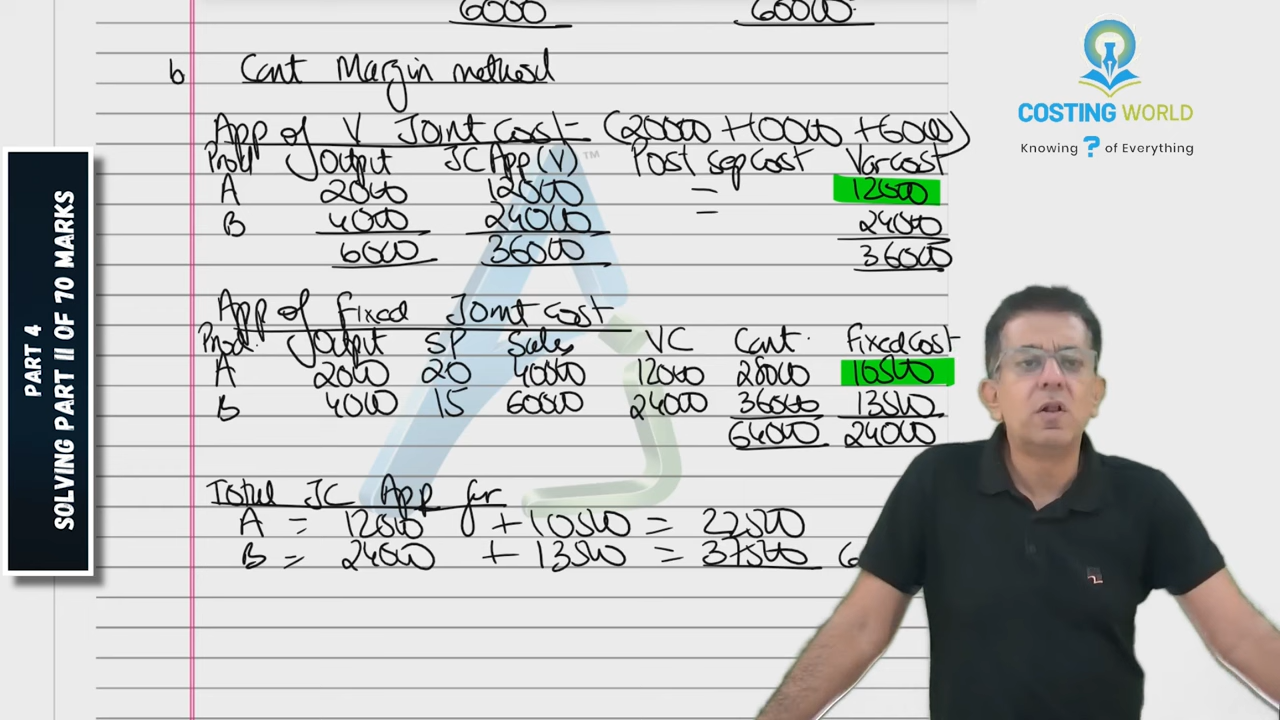 6000 60000
COSTING WORLD
Knowing ? of Everything
PART 4
SOLVING PART II OF 70 MARKS
b Cont Margin method
App of V Joint Cost - (20000 + 10000 + 6000)
Prod Output JC App (V) Post sep cost Var cost
A 2000 12000 - 12000
B 4000 24000 - 24000
6000 36000 36000
TM
App of Fixed Joint cost
Prod. Output SP Sales VC Cont. Fixed Cost
A 2000 20 40000 12000 28000 10500
B 4000 15 60000 24000 36000 13500
64000 24000
Total JC App for
A = 12000 + 10500 = 22500
B = 24000 + 13500 = 37500